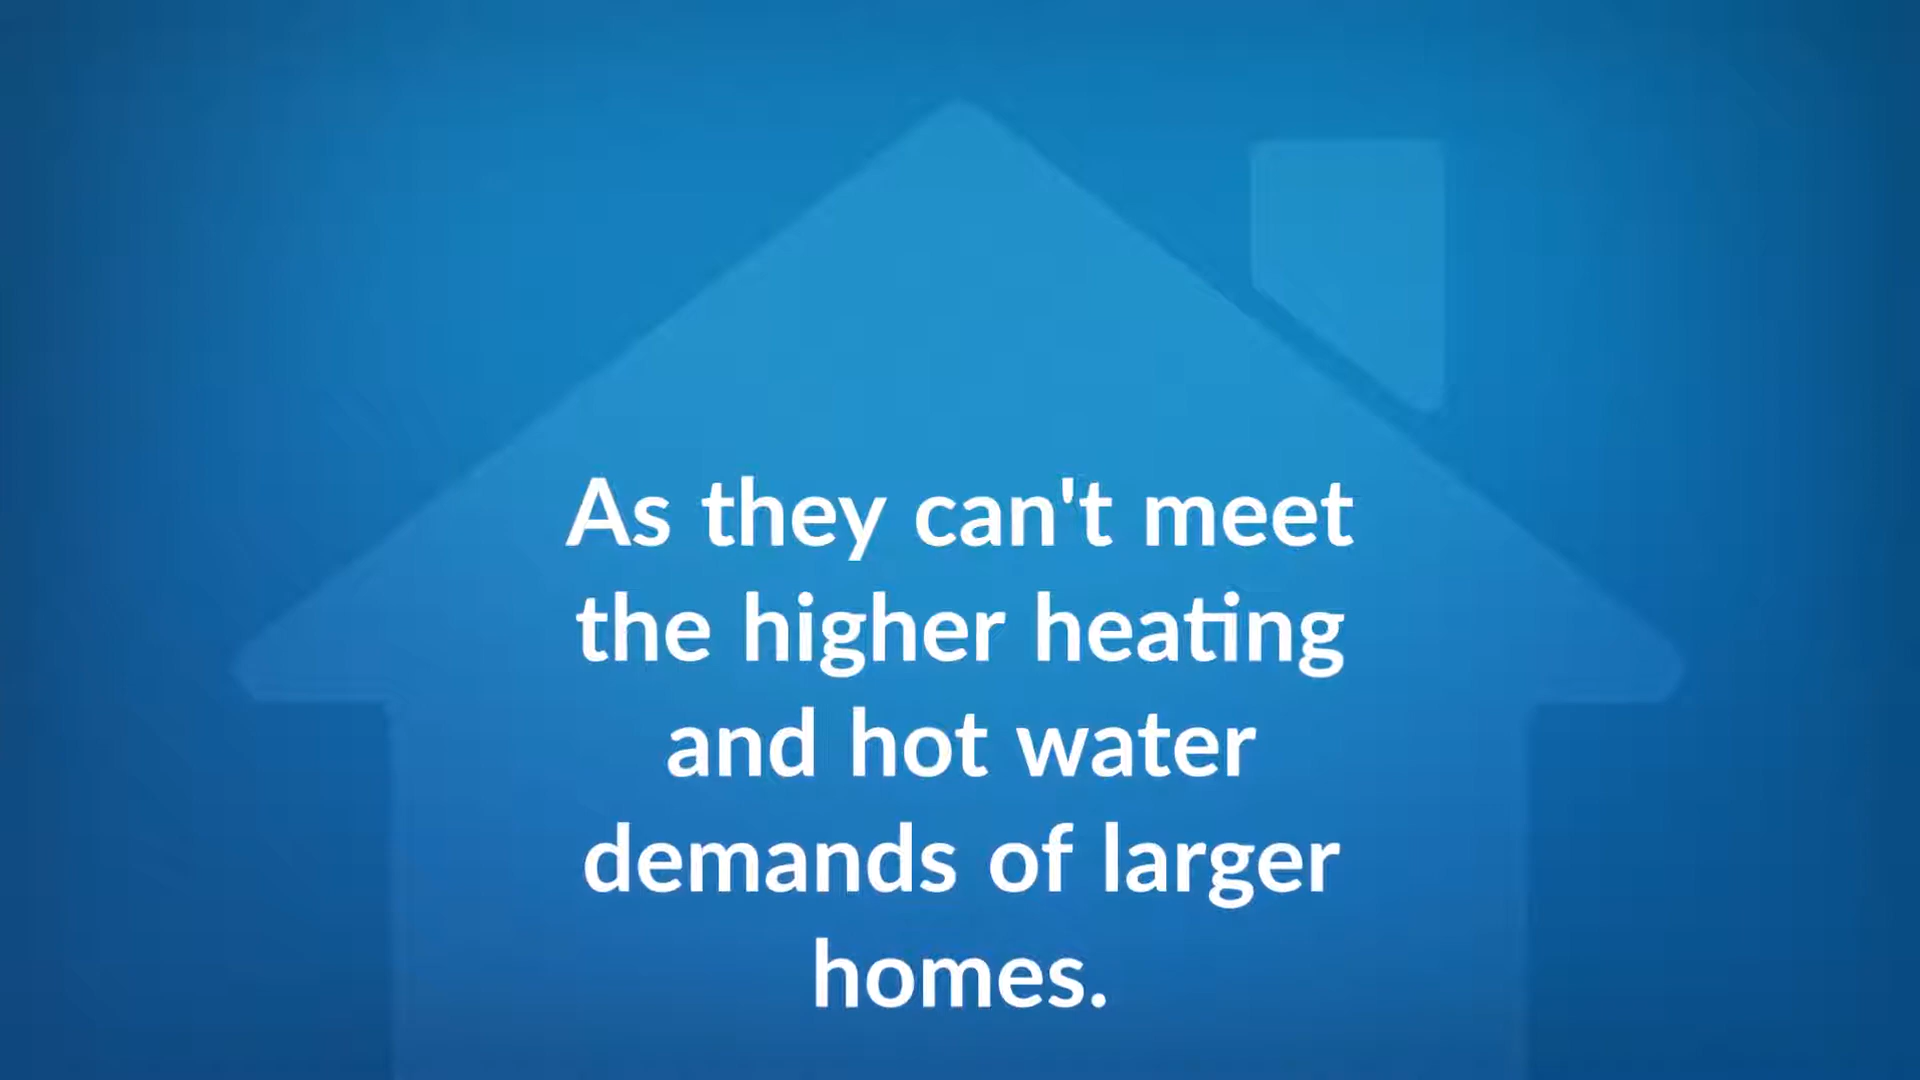 As they can't meet
the higher heating
and hot water
demands of larger
homes.